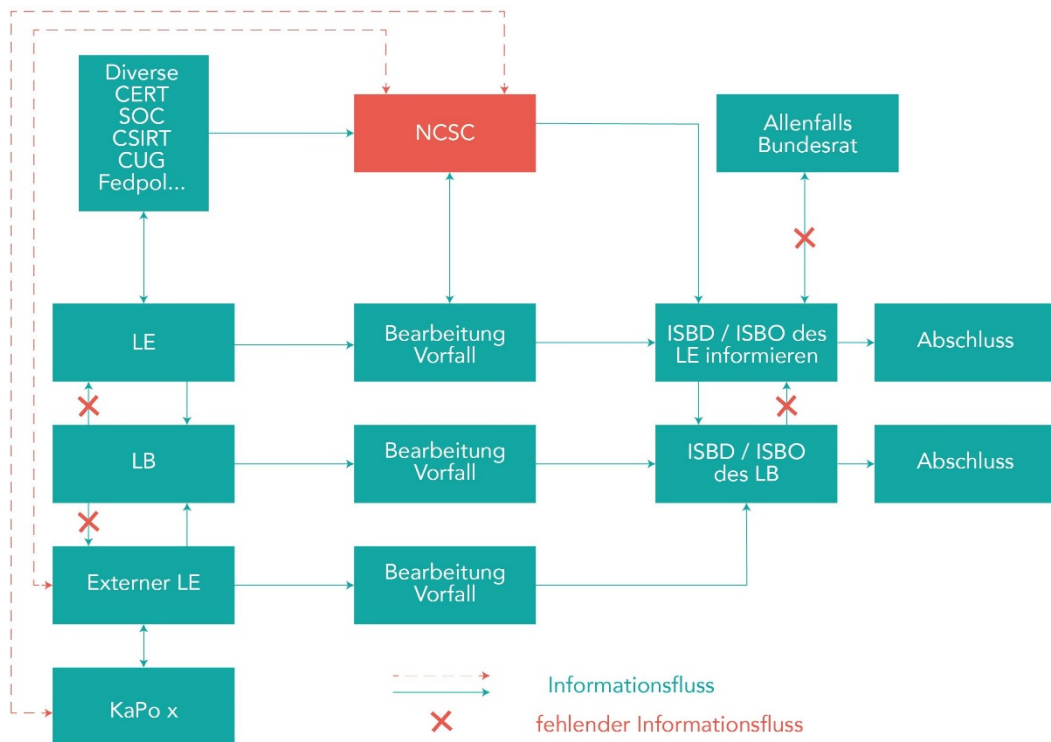 Diverse
CERT
SOC
CSIRT
CUG
Fedpol...
NCSC
Allenfalls
Bundesrat
LE
Bearbeitung
Vorfall
ISBD / ISBO des
LE informieren
Abschluss
LB
Bearbeitung
Vorfall
ISBD / ISBO
des LB
Abschluss
Externer LE
Bearbeitung
Vorfall
KaPo x
Informationsfluss
fehlender Informationsfluss